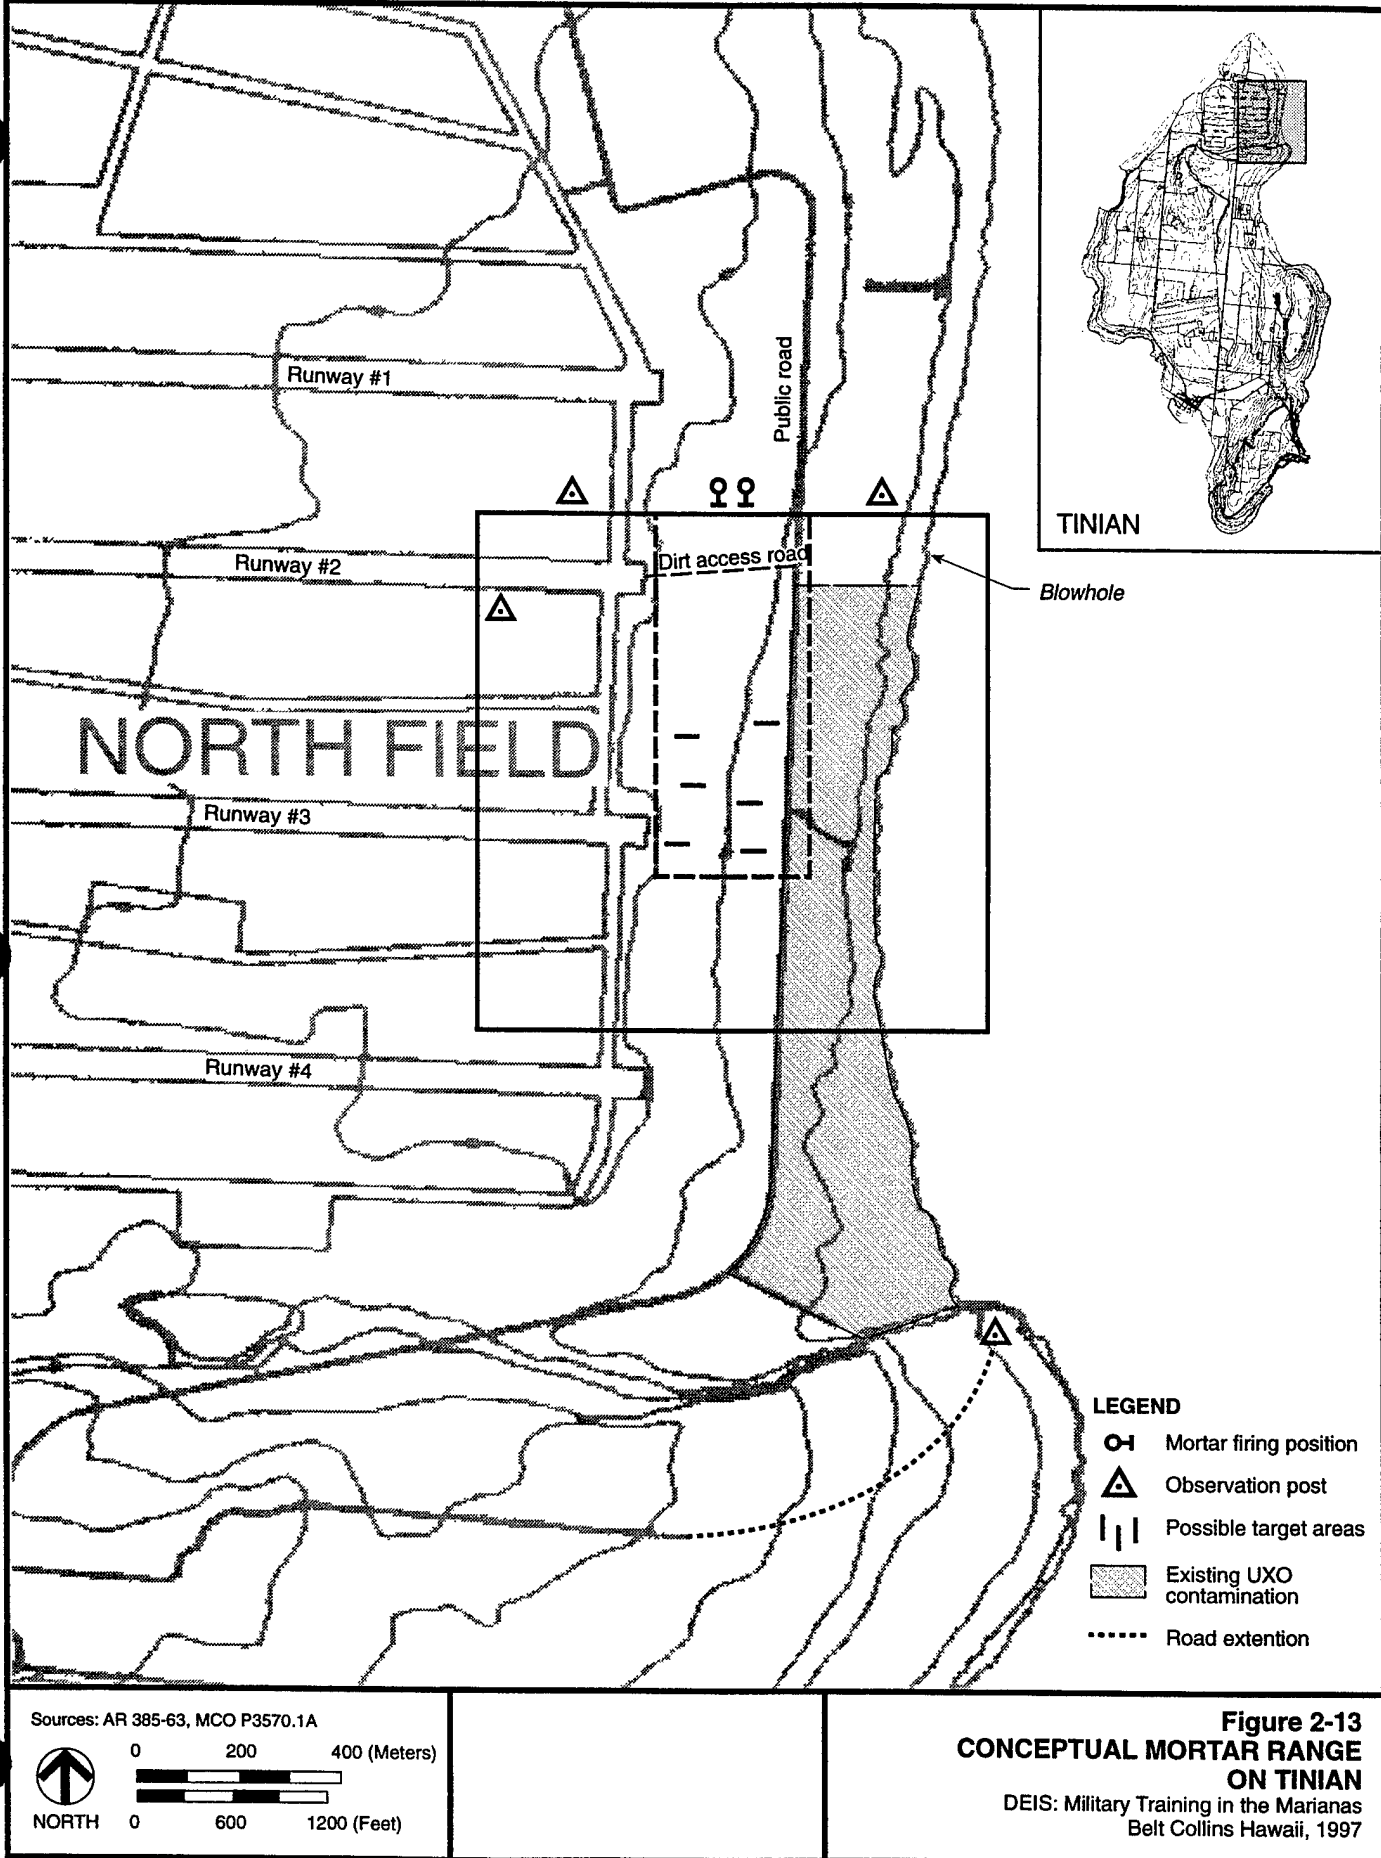 TINIAN
Runway #1
Public road
Runway #2
Dirt access road
Blowhole
NORTH FIELD
Runway #3
Runway #4
LEGEND
Mortar firing position
Observation post
Possible target areas
Existing UXO
contamination
Road extention
Sources: AR 385-63, MCO P3570.1A
0 200 400 (Meters)
NORTH
0 600 1200 (Feet)
Figure 2-13
CONCEPTUAL MORTAR RANGE
ON TINIAN
DEIS: Military Training in the Marianas
Belt Collins Hawaii, 1997